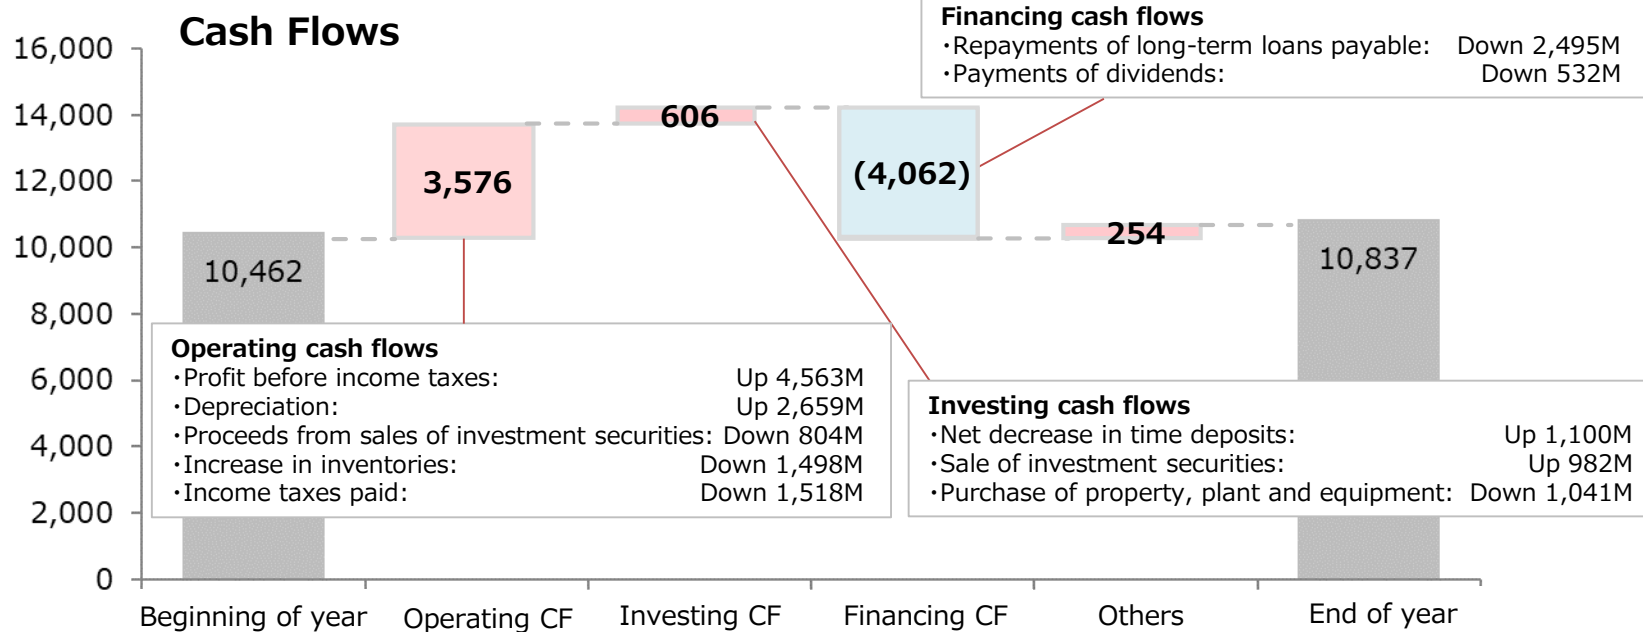 Cash Flows
Financing cash flows
・Repayments of long-term loans payable: Down 2,495M
・Payments of dividends: Down 532M
16,000
14,000
12,000
10,000
8,000
6,000
4,000
2,000
0
10,462
3,576
606
(4,062)
254
10,837
Operating cash flows
・Profit before income taxes: Up 4,563M
・Depreciation: Up 2,659M
・Proceeds from sales of investment securities: Down 804M
・Increase in inventories: Down 1,498M
・Income taxes paid: Down 1,518M
Investing cash flows
・Net decrease in time deposits: Up 1,100M
・Sale of investment securities: Up 982M
・Purchase of property, plant and equipment: Down 1,041M
Beginning of year
Operating CF
Investing CF
Financing CF
Others
End of year